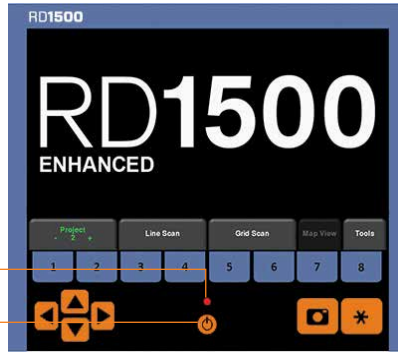 RD1500
RD1500
ENHANCED
Project
- 2 +
Line Scan
Grid Scan
Map View
Tools
1 2 3 4 5 6 7 8